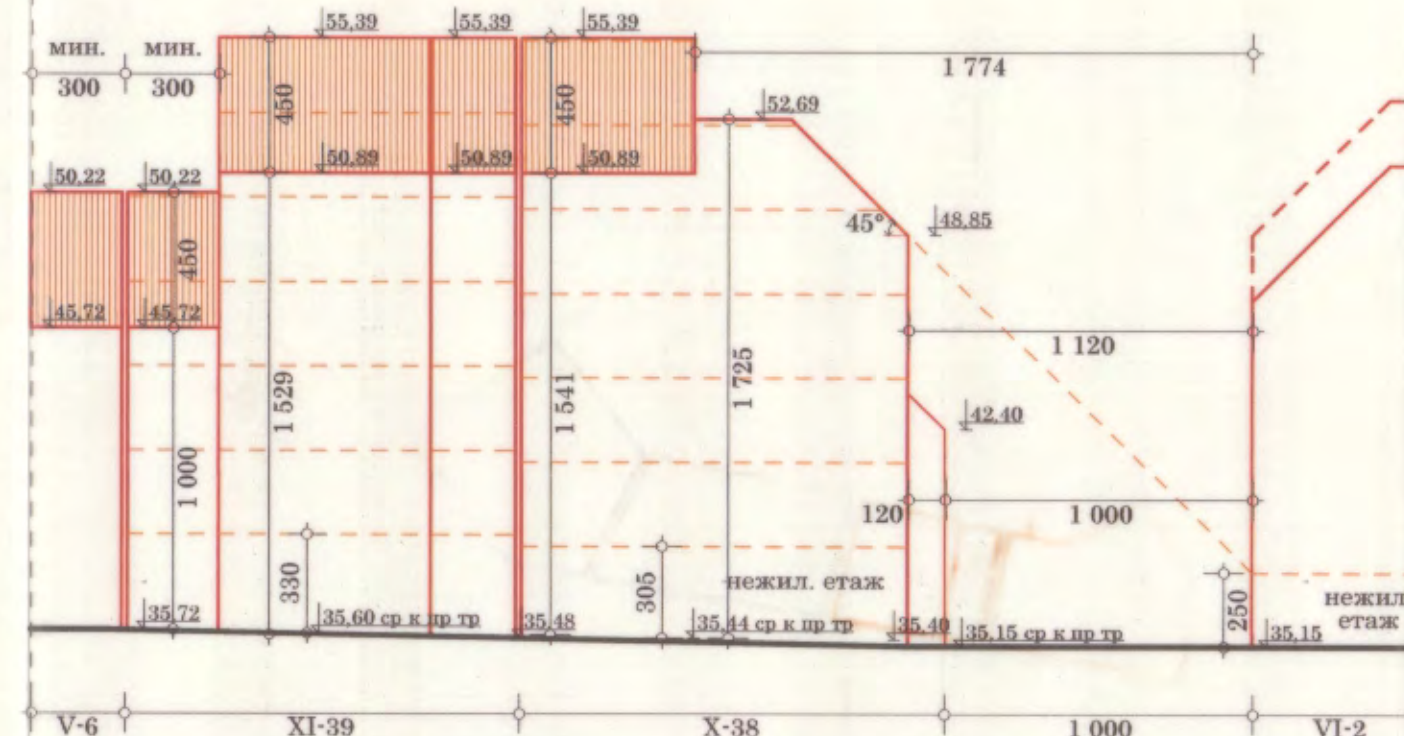 55,39
55,39
55,39
мин.
мин.
300
300
1 774
450
450
52,69
50,89
50,89
50,89
50,22
50,22
45°
48,85
450
45,72
45,72
1 120
1 529
1 541
1 725
42,40
1 000
120
1 000
330
305
нежил. етаж
250
нежил
етаж
35,72
35,60 ср к пр тр
35,48
35,44 ср к пр тр
35,40
35,15 ср к пр тр
35,15
V-6
XI-39
X-38
1 000
VI-2